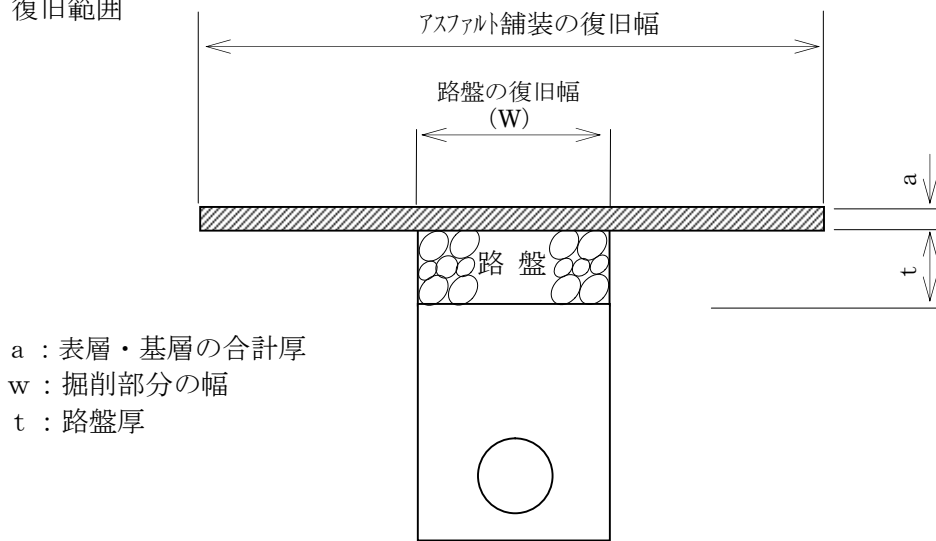 復旧範囲
アスファルト舗装の復旧幅
路盤の復旧幅
(W)
a
路 盤
t
a：表層・基層の合計厚
w：掘削部分の幅
t：路盤厚